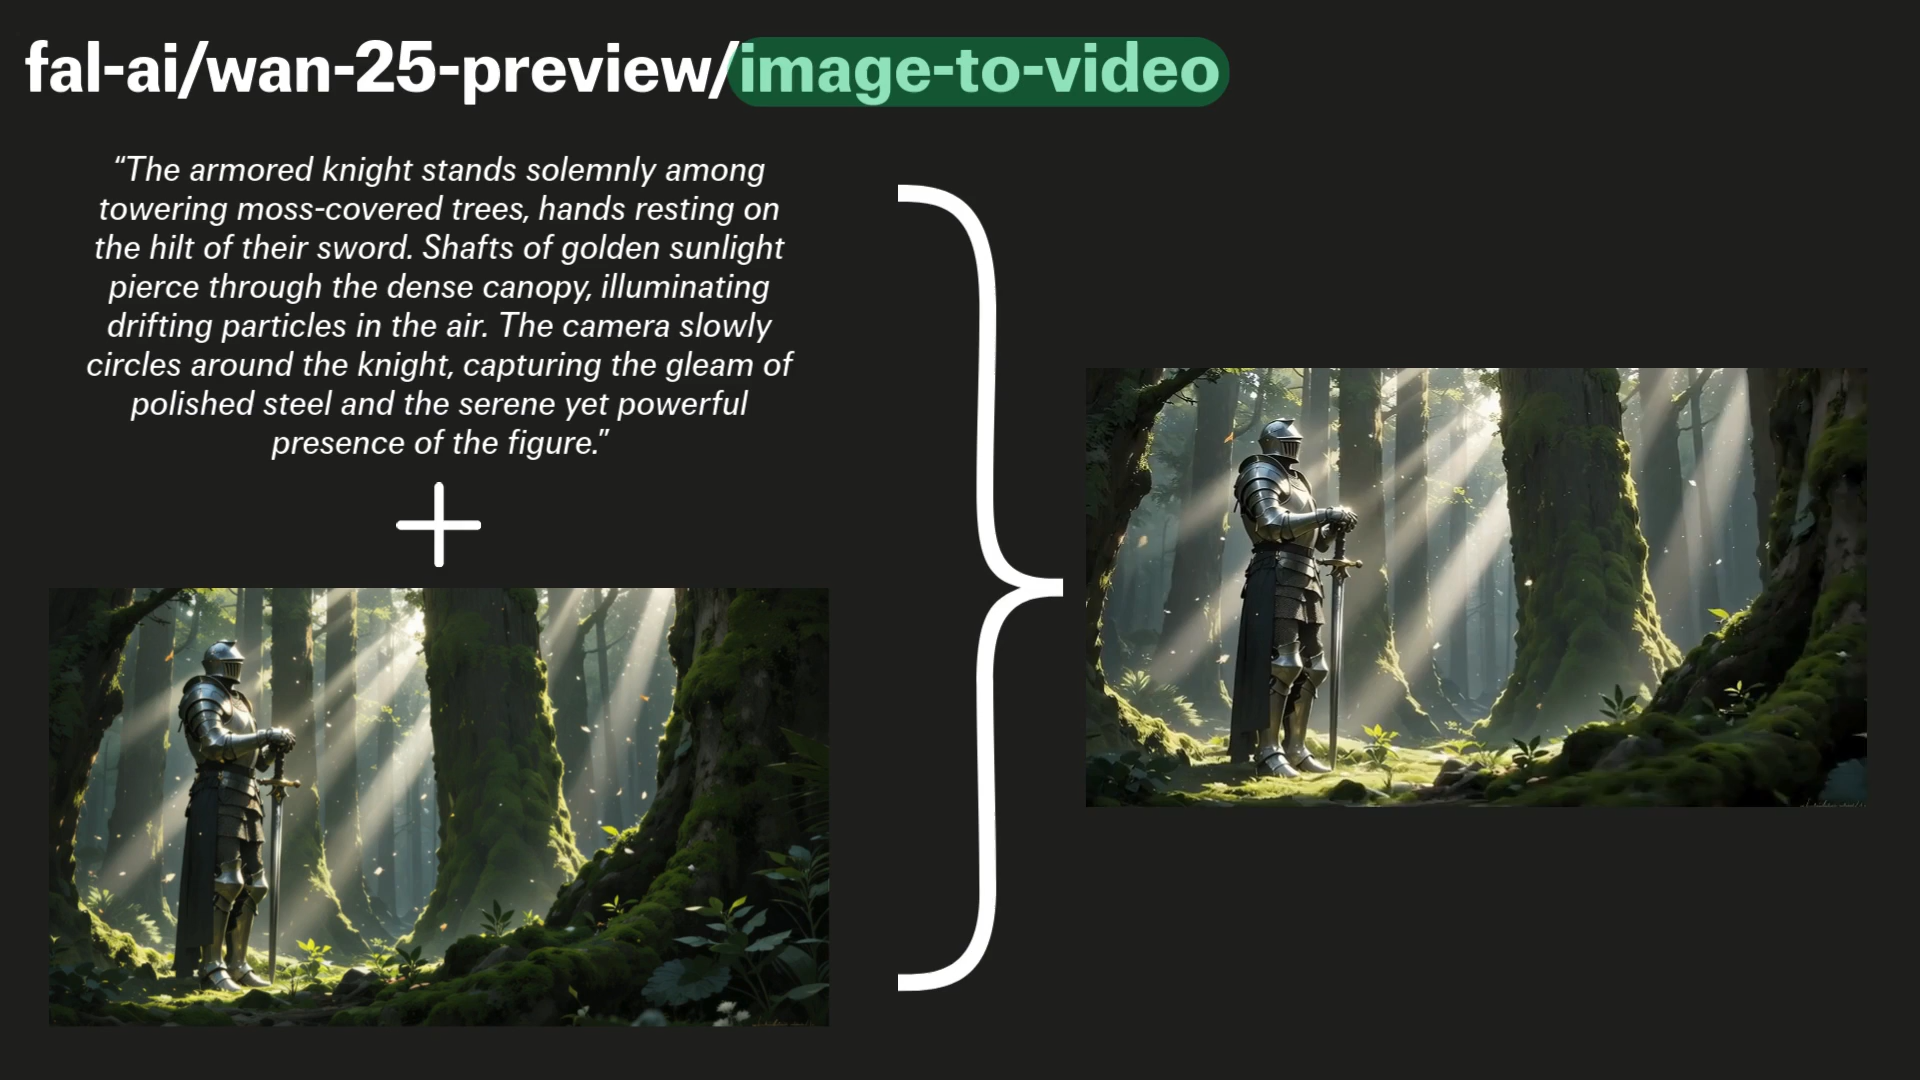 fal-ai/wan-25-preview/image-to-video
“The armored knight stands solemnly among
towering moss-covered trees, hands resting on
the hilt of their sword. Shafts of golden sunlight
pierce through the dense canopy, illuminating
drifting particles in the air. The camera slowly
circles around the knight, capturing the gleam of
polished steel and the serene yet powerful
presence of the figure.”